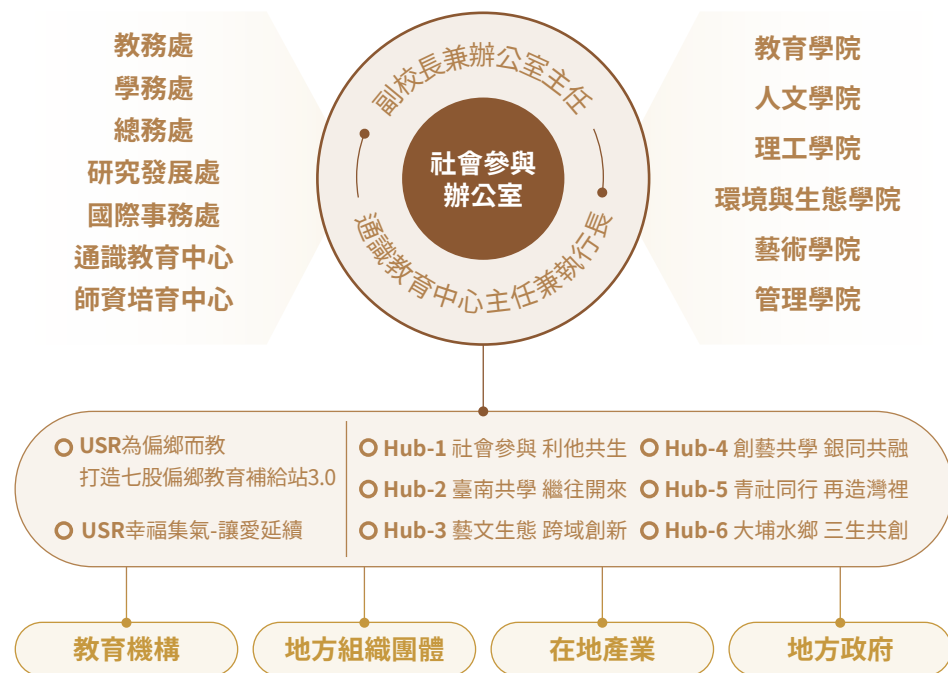 教務處
學務處
總務處
研究發展處
國際事務處
通識教育中心
師資培育中心
副校長兼辦公室主任
社會參與
辦公室
通識教育中心主任兼執行長
教育學院
人文學院
理工學院
環境與生態學院
藝術學院
管理學院
USR為偏鄉而教
打造七股偏鄉教育補給站3.0
USR幸福集氣-讓愛延續
Hub-1 社會參與 利他共生
Hub-2 臺南共學 繼往開來
Hub-3 藝文生態 跨域創新
Hub-4 創藝共學 銀同共融
Hub-5 青社同行 再造灣裡
Hub-6 大埔水鄉 三生共創
教育機構
地方組織團體
在地產業
地方政府